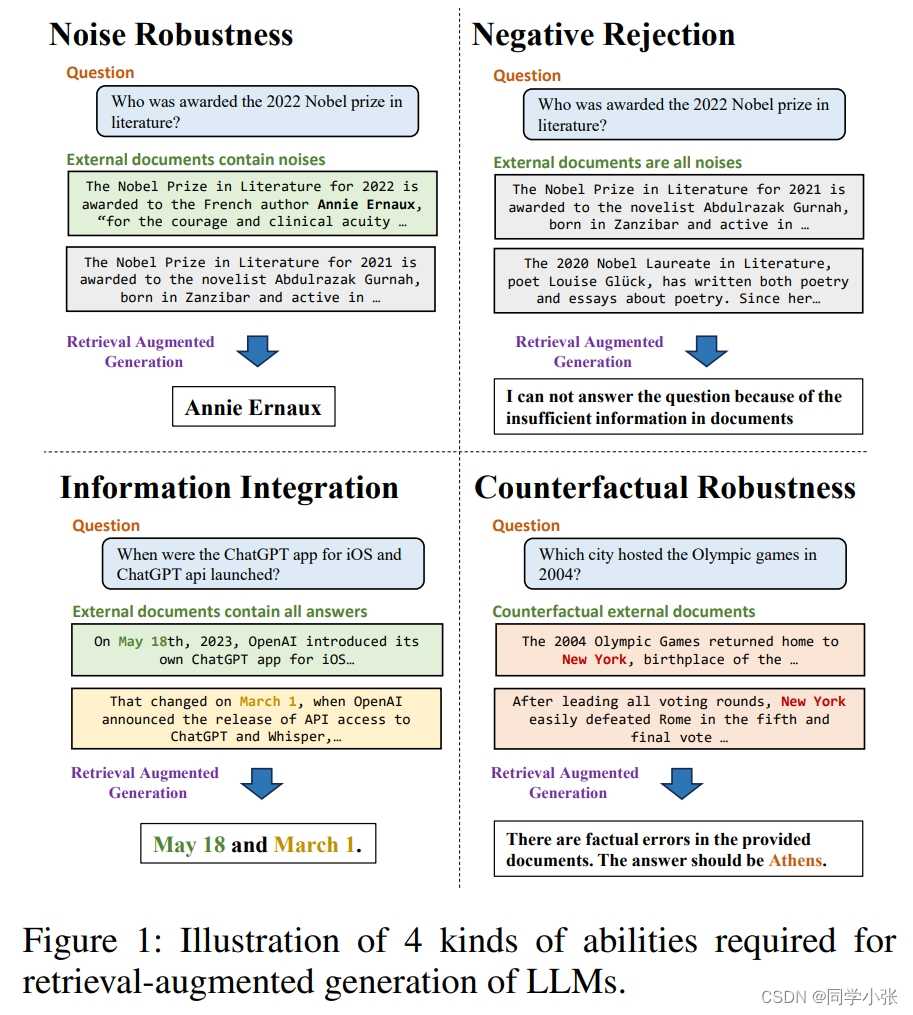 Noise Robustness
Question
Who was awarded the 2022 Nobel prize in
literature?
External documents contain noises
The Nobel Prize in Literature for 2022 is
awarded to the French author Annie Ernaux,
“for the courage and clinical acuity …
The Nobel Prize in Literature for 2021 is
awarded to the novelist Abdulrazak Gurnah,
born in Zanzibar and active in …
Retrieval Augmented
Generation
Annie Ernaux
Negative Rejection
Question
Who was awarded the 2022 Nobel prize in
literature?
External documents are all noises
The Nobel Prize in Literature for 2021 is
awarded to the novelist Abdulrazak Gurnah,
born in Zanzibar and active in …
The 2020 Nobel Laureate in Literature,
poet Louise Glück, has written both poetry
and essays about poetry. Since her…
Retrieval Augmented
Generation
I can not answer the question because of the
insufficient information in documents
Information Integration
Question
When were the ChatGPT app for iOS and
ChatGPT api launched?
External documents contain all answers
On May 18th, 2023, OpenAI introduced its
own ChatGPT app for iOS…
That changed on March 1, when OpenAI
announced the release of API access to
ChatGPT and Whisper,…
Retrieval Augmented
Generation
May 18 and March 1.
Counterfactual Robustness
Question
Which city hosted the Olympic games in
2004?
Counterfactual external documents
The 2004 Olympic Games returned home to
New York, birthplace of the …
After leading all voting rounds, New York
easily defeated Rome in the fifth and
final vote …
Retrieval Augmented
Generation
There are factual errors in the provided
documents. The answer should be Athens.
Figure 1: Illustration of 4 kinds of abilities required for
retrieval-augmented generation of LLMs.
CSDN @同学小张